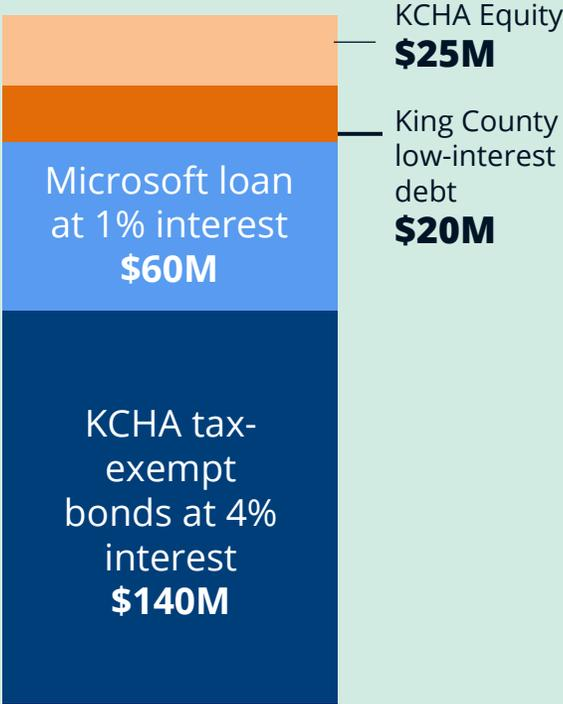 KCHA Equity
$25M
King County
low-interest
debt
$20M
Microsoft loan
at 1% interest
$60M
KCHA tax-
exempt
bonds at 4%
interest
$140M